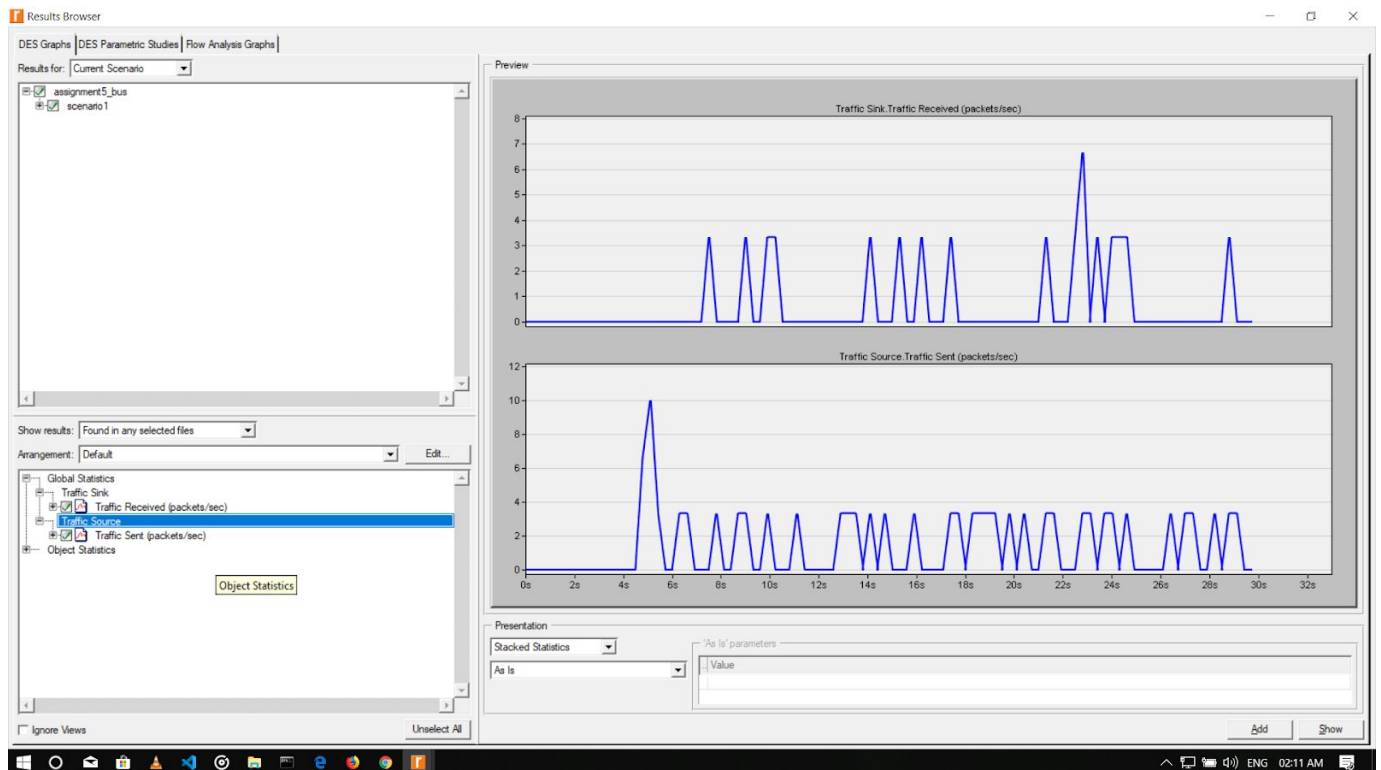 Results Browser
DES Graphs DES Parametric Studies Flow Analysis Graphs
Results for: Current Scenario
assignment5_bus
scenario1
Show results: Found in any selected files
Arrangement: Default Edit...
Global Statistics
Traffic Sink
Traffic Received (packets/sec)
Traffic Source
Traffic Sent (packets/sec)
Object Statistics
Object Statistics
Ignore Views Unselect All
Preview
Traffic Sink.Traffic Received (packets/sec)
8
7
6
5
4
3
2
1
0
Traffic Source.Traffic Sent (packets/sec)
12
10
8
6
4
2
0
0s 2s 4s 6s 8s 10s 12s 14s 16s 18s 20s 22s 24s 26s 28s 30s 32s
Presentation
Stacked Statistics
As Is
'As Is' parameters
... Value
Add Show
ENG 02:11 AM